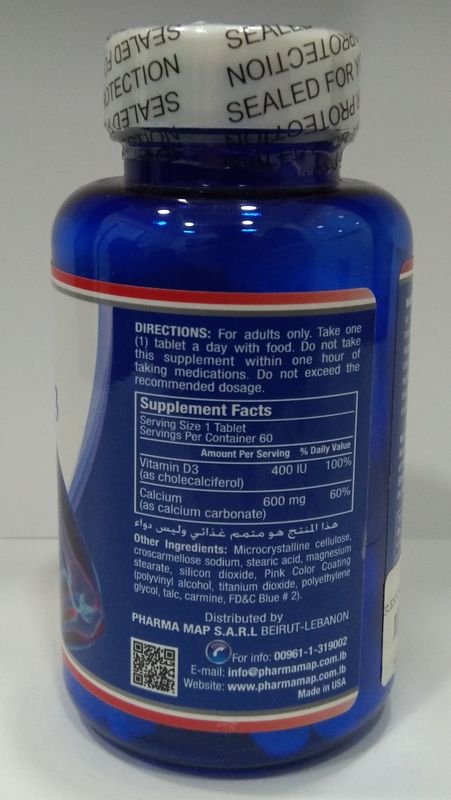 SEALED FOR
PROTECTION
SEALED
PROTECTION
SEALED FOR Y
PROTECTION
SEALED
DIRECTIONS: For adults only. Take one
(1) tablet a day with food. Do not take
this supplement within one hour of
taking medications. Do not exceed the
recommended dosage.
Supplement Facts
Serving Size 1 Tablet
Servings Per Container 60
Amount Per Serving % Daily Value
Vitamin D3 400 IU 100%
(as cholecalciferol)
Calcium 600 mg 60%
(as calcium carbonate)
هذا المنتج هو متمم غذائي وليس دواء
Other Ingredients: Microcrystalline cellulose,
croscarmellose sodium, stearic acid, magnesium
stearate, silicon dioxide, Pink Color Coating
(polyvinyl alcohol, titanium dioxide, polyethylene
glycol, talc, carmine, FD&C Blue # 2).
Distributed by
PHARMA MAP S.A.R.L BEIRUT-LEBANON
For info: 00961-1-319002
E-mail: info@pharmamap.com.lb
Website: www.pharmamap.com.lb
Made in USA